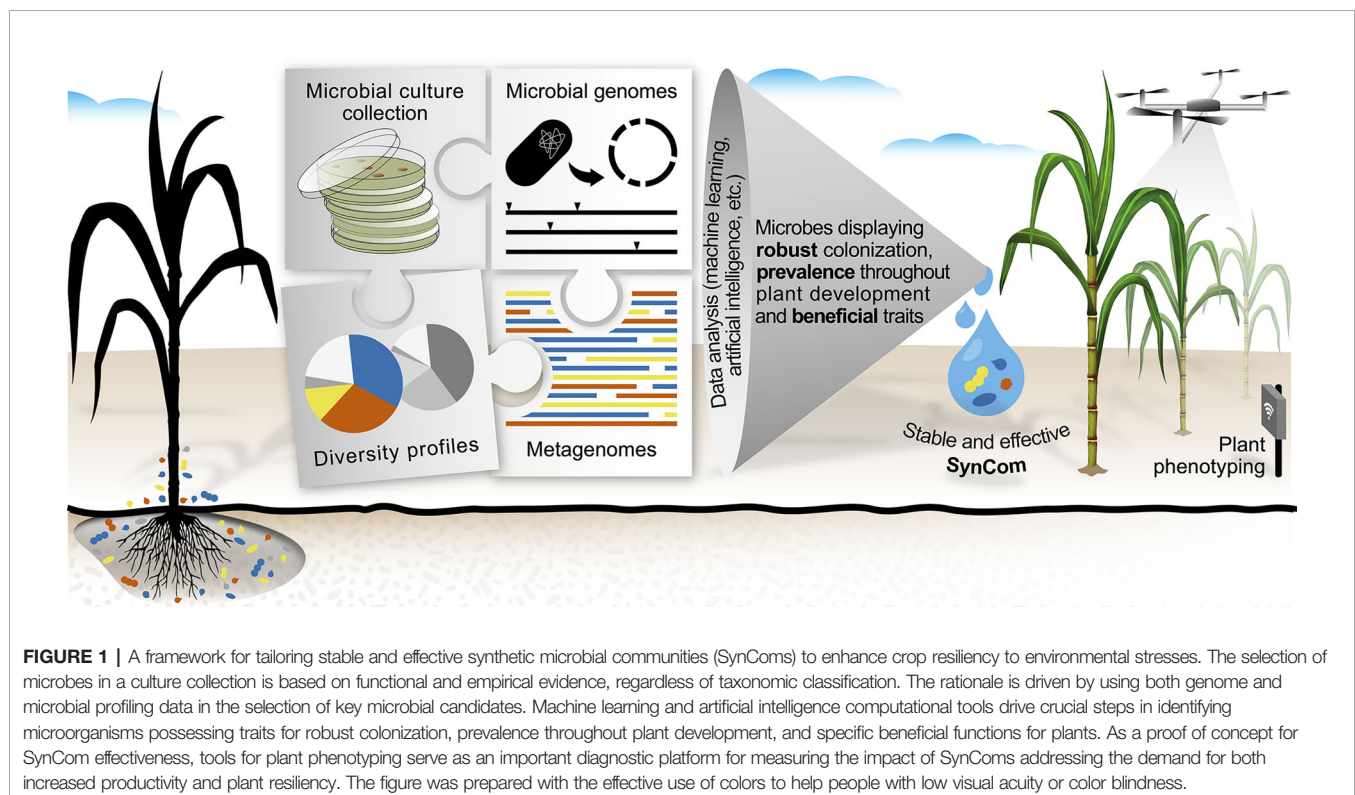 Microbial culture
collection
Microbial genomes
Diversity profiles
Metagenomes
Data analysis (machine learning,
artificial intelligence, etc.)
Microbes displaying
robust colonization,
prevalence throughout
plant development
and beneficial traits
Stable and effective
SynCom
Plant
phenotyping
FIGURE 1 | A framework for tailoring stable and effective synthetic microbial communities (SynComs) to enhance crop resiliency to environmental stresses. The selection of
microbes in a culture collection is based on functional and empirical evidence, regardless of taxonomic classification. The rationale is driven by using both genome and
microbial profiling data in the selection of key microbial candidates. Machine learning and artificial intelligence computational tools drive crucial steps in identifying
microorganisms possessing traits for robust colonization, prevalence throughout plant development, and specific beneficial functions for plants. As a proof of concept for
SynCom effectiveness, tools for plant phenotyping serve as an important diagnostic platform for measuring the impact of SynComs addressing the demand for both
increased productivity and plant resiliency. The figure was prepared with the effective use of colors to help people with low visual acuity or color blindness.